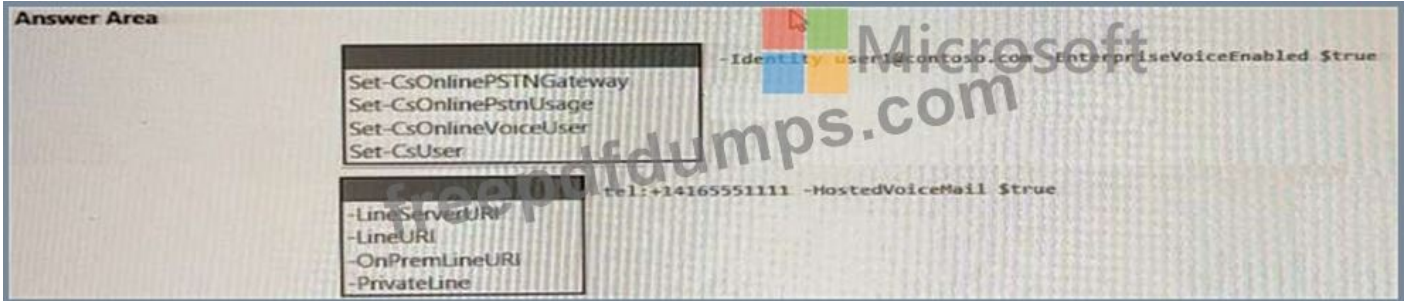 Answer Area
Microsoft
-Identity user1@contoso.com -EnterpriseVoiceEnabled $true
Set-CsOnlinePSTNGateway
Set-CsOnlinePstnUsage
Set-CsOnlineVoiceUser
Set-CsUser
freepdfdumps.com
tel:+14165551111 -HostedVoiceMail $true
-LineServerURI
-LineURI
-OnPremLineURI
-PrivateLine